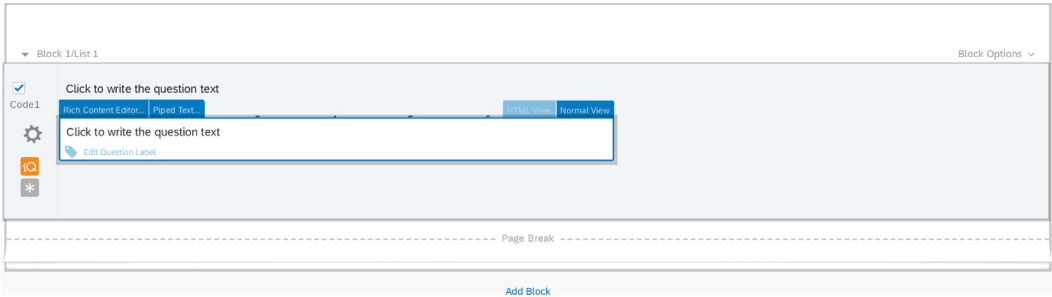 Block 1/List 1
Block Options
Click to write the question text
Code1
Rich Content Editor... Piped Text...
HTML View Normal View
Click to write the question text
Edit Question Label
iQ
Page Break
Add Block